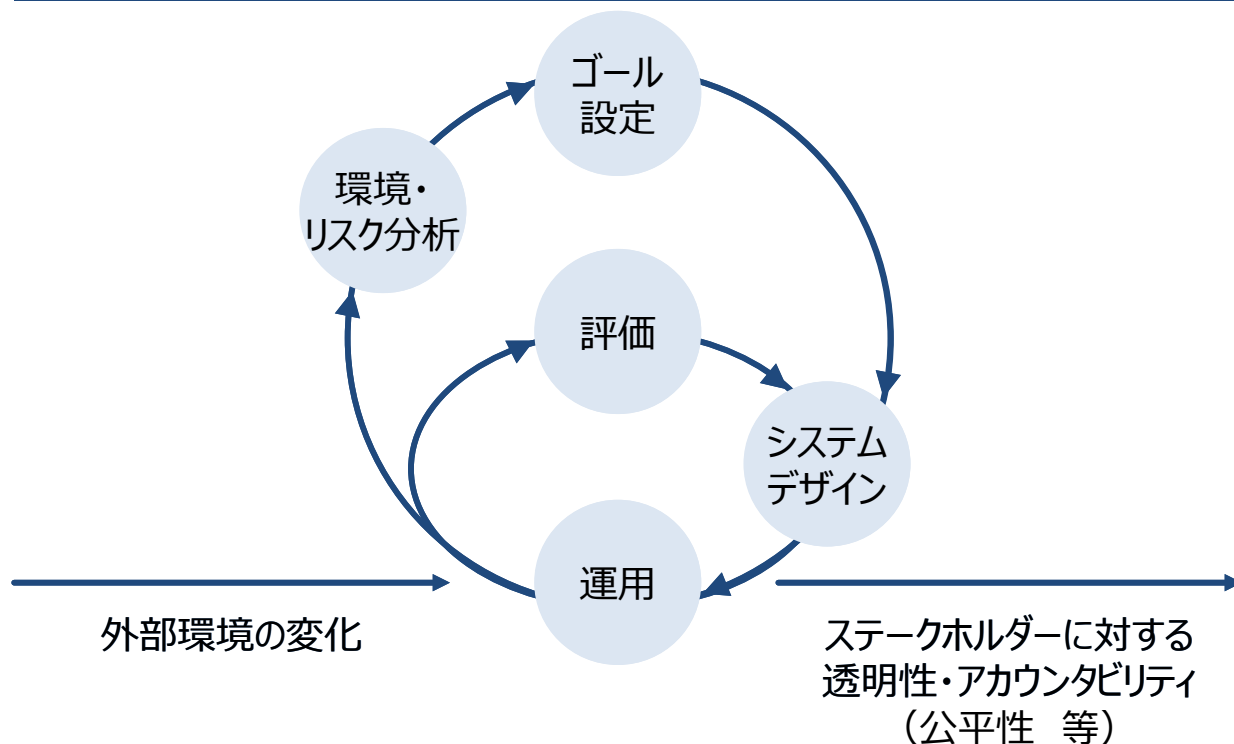 ゴール
設定
環境・
リスク分析
評価
システム
デザイン
運用
外部環境の変化
ステークホルダーに対する
透明性・アカウンタビリティ
（公平性　等）